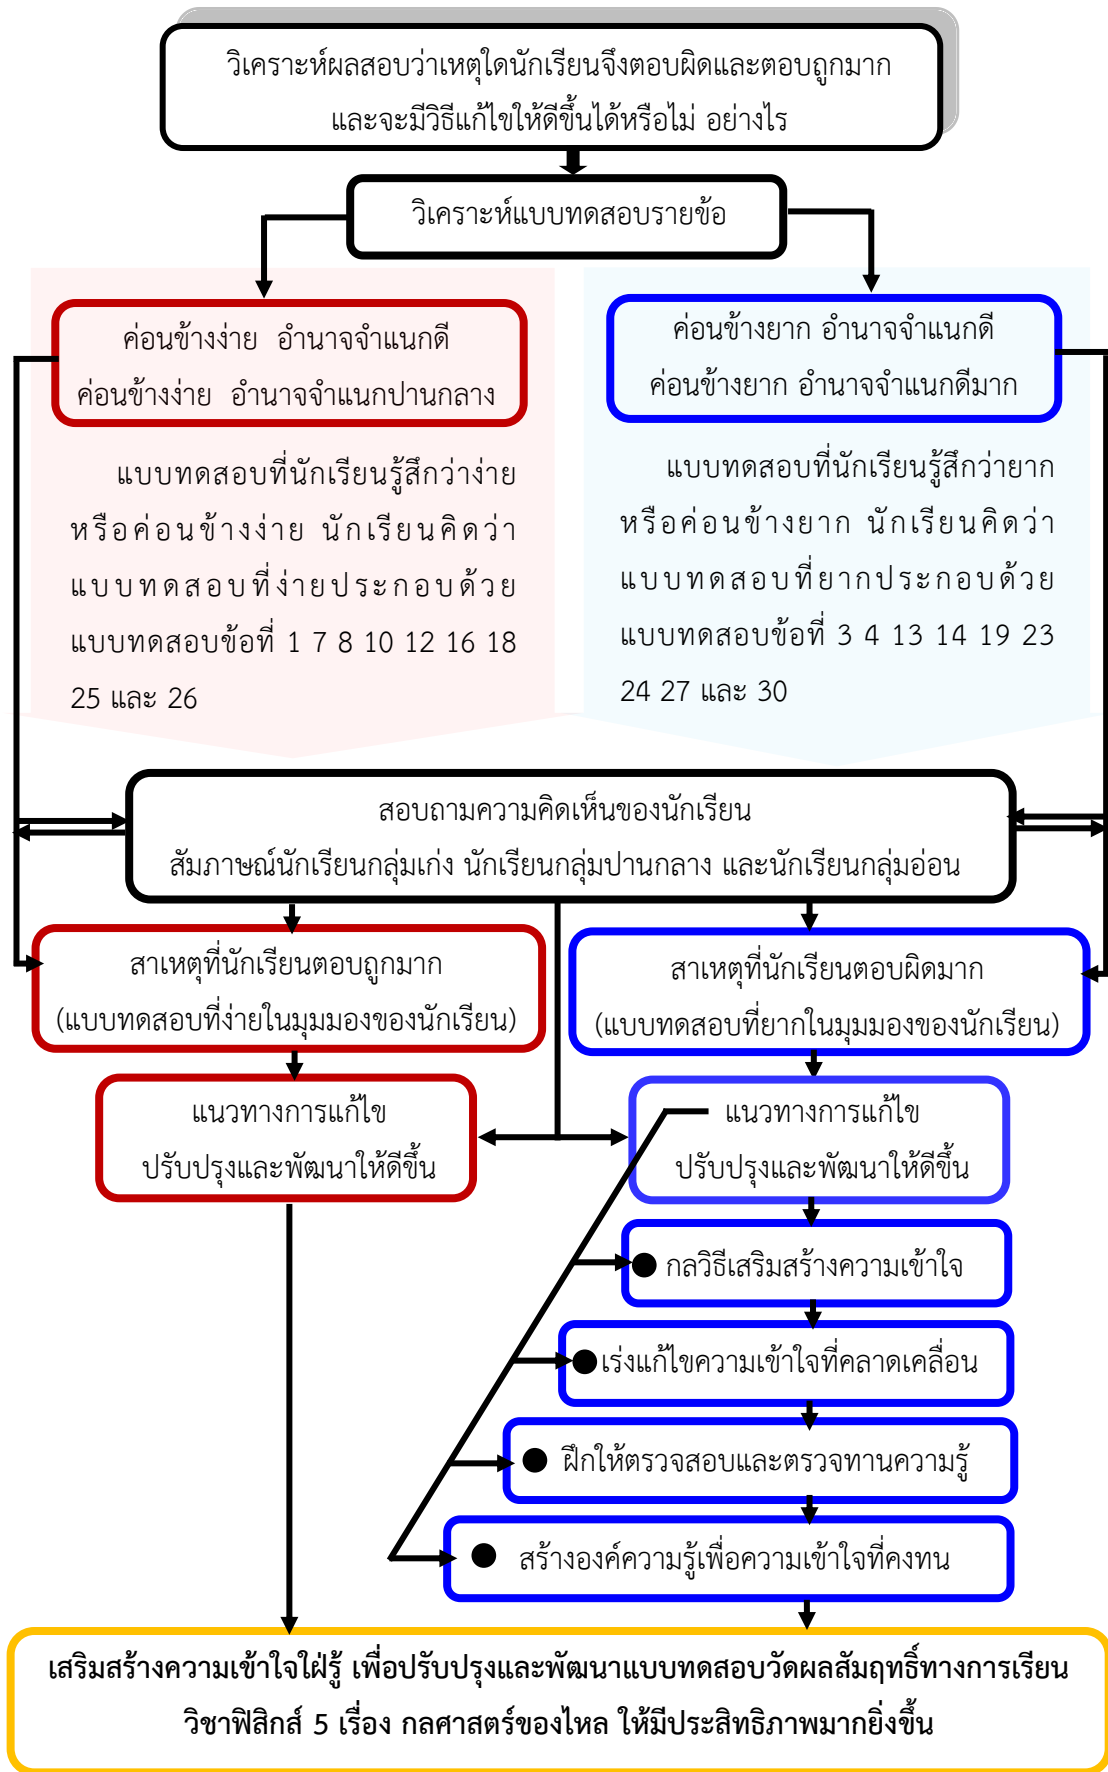 วิเคราะห์ผลสอบว่าเหตุใดนักเรียนจึงตอบผิดและตอบถูกมาก
และจะมีวิธีแก้ไขให้ดีขึ้นได้หรือไม่ อย่างไร
วิเคราะห์แบบทดสอบรายข้อ
ค่อนข้างง่าย อำนาจจำแนกดี
ค่อนข้างง่าย อำนาจจำแนกปานกลาง
แบบทดสอบที่นักเรียนรู้สึกว่าง่าย
หรือค่อนข้างง่าย นักเรียนคิดว่า
แบบทดสอบที่ง่ายประกอบด้วย
แบบทดสอบข้อที่ 1 7 8 10 12 16 18
25 และ 26
ค่อนข้างยาก อำนาจจำแนกดี
ค่อนข้างยาก อำนาจจำแนกดีมาก
แบบทดสอบที่นักเรียนรู้สึกว่ายาก
หรือค่อนข้างยาก นักเรียนคิดว่า
แบบทดสอบที่ยากประกอบด้วย
แบบทดสอบข้อที่ 3 4 13 14 19 23
24 27 และ 30
สอบถามความคิดเห็นของนักเรียน
สัมภาษณ์นักเรียนกลุ่มเก่ง นักเรียนกลุ่มปานกลาง และนักเรียนกลุ่มอ่อน
สาเหตุที่นักเรียนตอบถูกมาก
(แบบทดสอบที่ง่ายในมุมมองของนักเรียน)
สาเหตุที่นักเรียนตอบผิดมาก
(แบบทดสอบที่ยากในมุมมองของนักเรียน)
แนวทางการแก้ไข
ปรับปรุงและพัฒนาให้ดีขึ้น
แนวทางการแก้ไข
ปรับปรุงและพัฒนาให้ดีขึ้น
● กลวิธีเสริมสร้างความเข้าใจ
● เร่งแก้ไขความเข้าใจที่คลาดเคลื่อน
● ฝึกให้ตรวจสอบและตรวจทานความรู้
● สร้างองค์ความรู้เพื่อความเข้าใจที่คงทน
เสริมสร้างความเข้าใจใฝ่รู้ เพื่อปรับปรุงและพัฒนาแบบทดสอบวัดผลสัมฤทธิ์ทางการเรียน
วิชาฟิสิกส์ 5 เรื่อง กลศาสตร์ของไหล ให้มีประสิทธิภาพมากยิ่งขึ้น